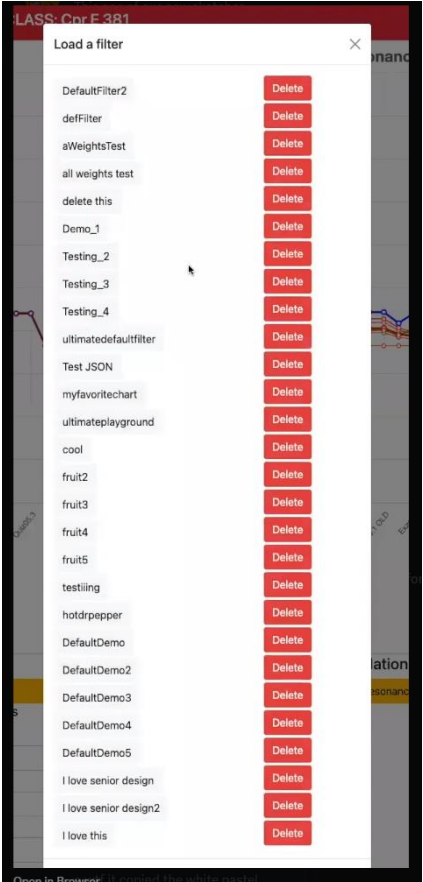 CLASS: Cpr E 381
Load a filter
DefaultFilter2 Delete
defFilter Delete
aWeightsTest Delete
all weights test Delete
delete this Delete
Demo_1 Delete
Testing_2 Delete
Testing_3 Delete
Testing_4 Delete
ultimatedefaultfilter Delete
Test JSON Delete
myfavoritechart Delete
ultimateplayground Delete
cool Delete
fruit2 Delete
fruit3 Delete
fruit4 Delete
fruit5 Delete
testiiing Delete
hotdrpepper Delete
DefaultDemo Delete
DefaultDemo2 Delete
DefaultDemo3 Delete
DefaultDemo4 Delete
DefaultDemo5 Delete
I love senior design Delete
I love senior design2 Delete
I love this Delete
Open in Browser